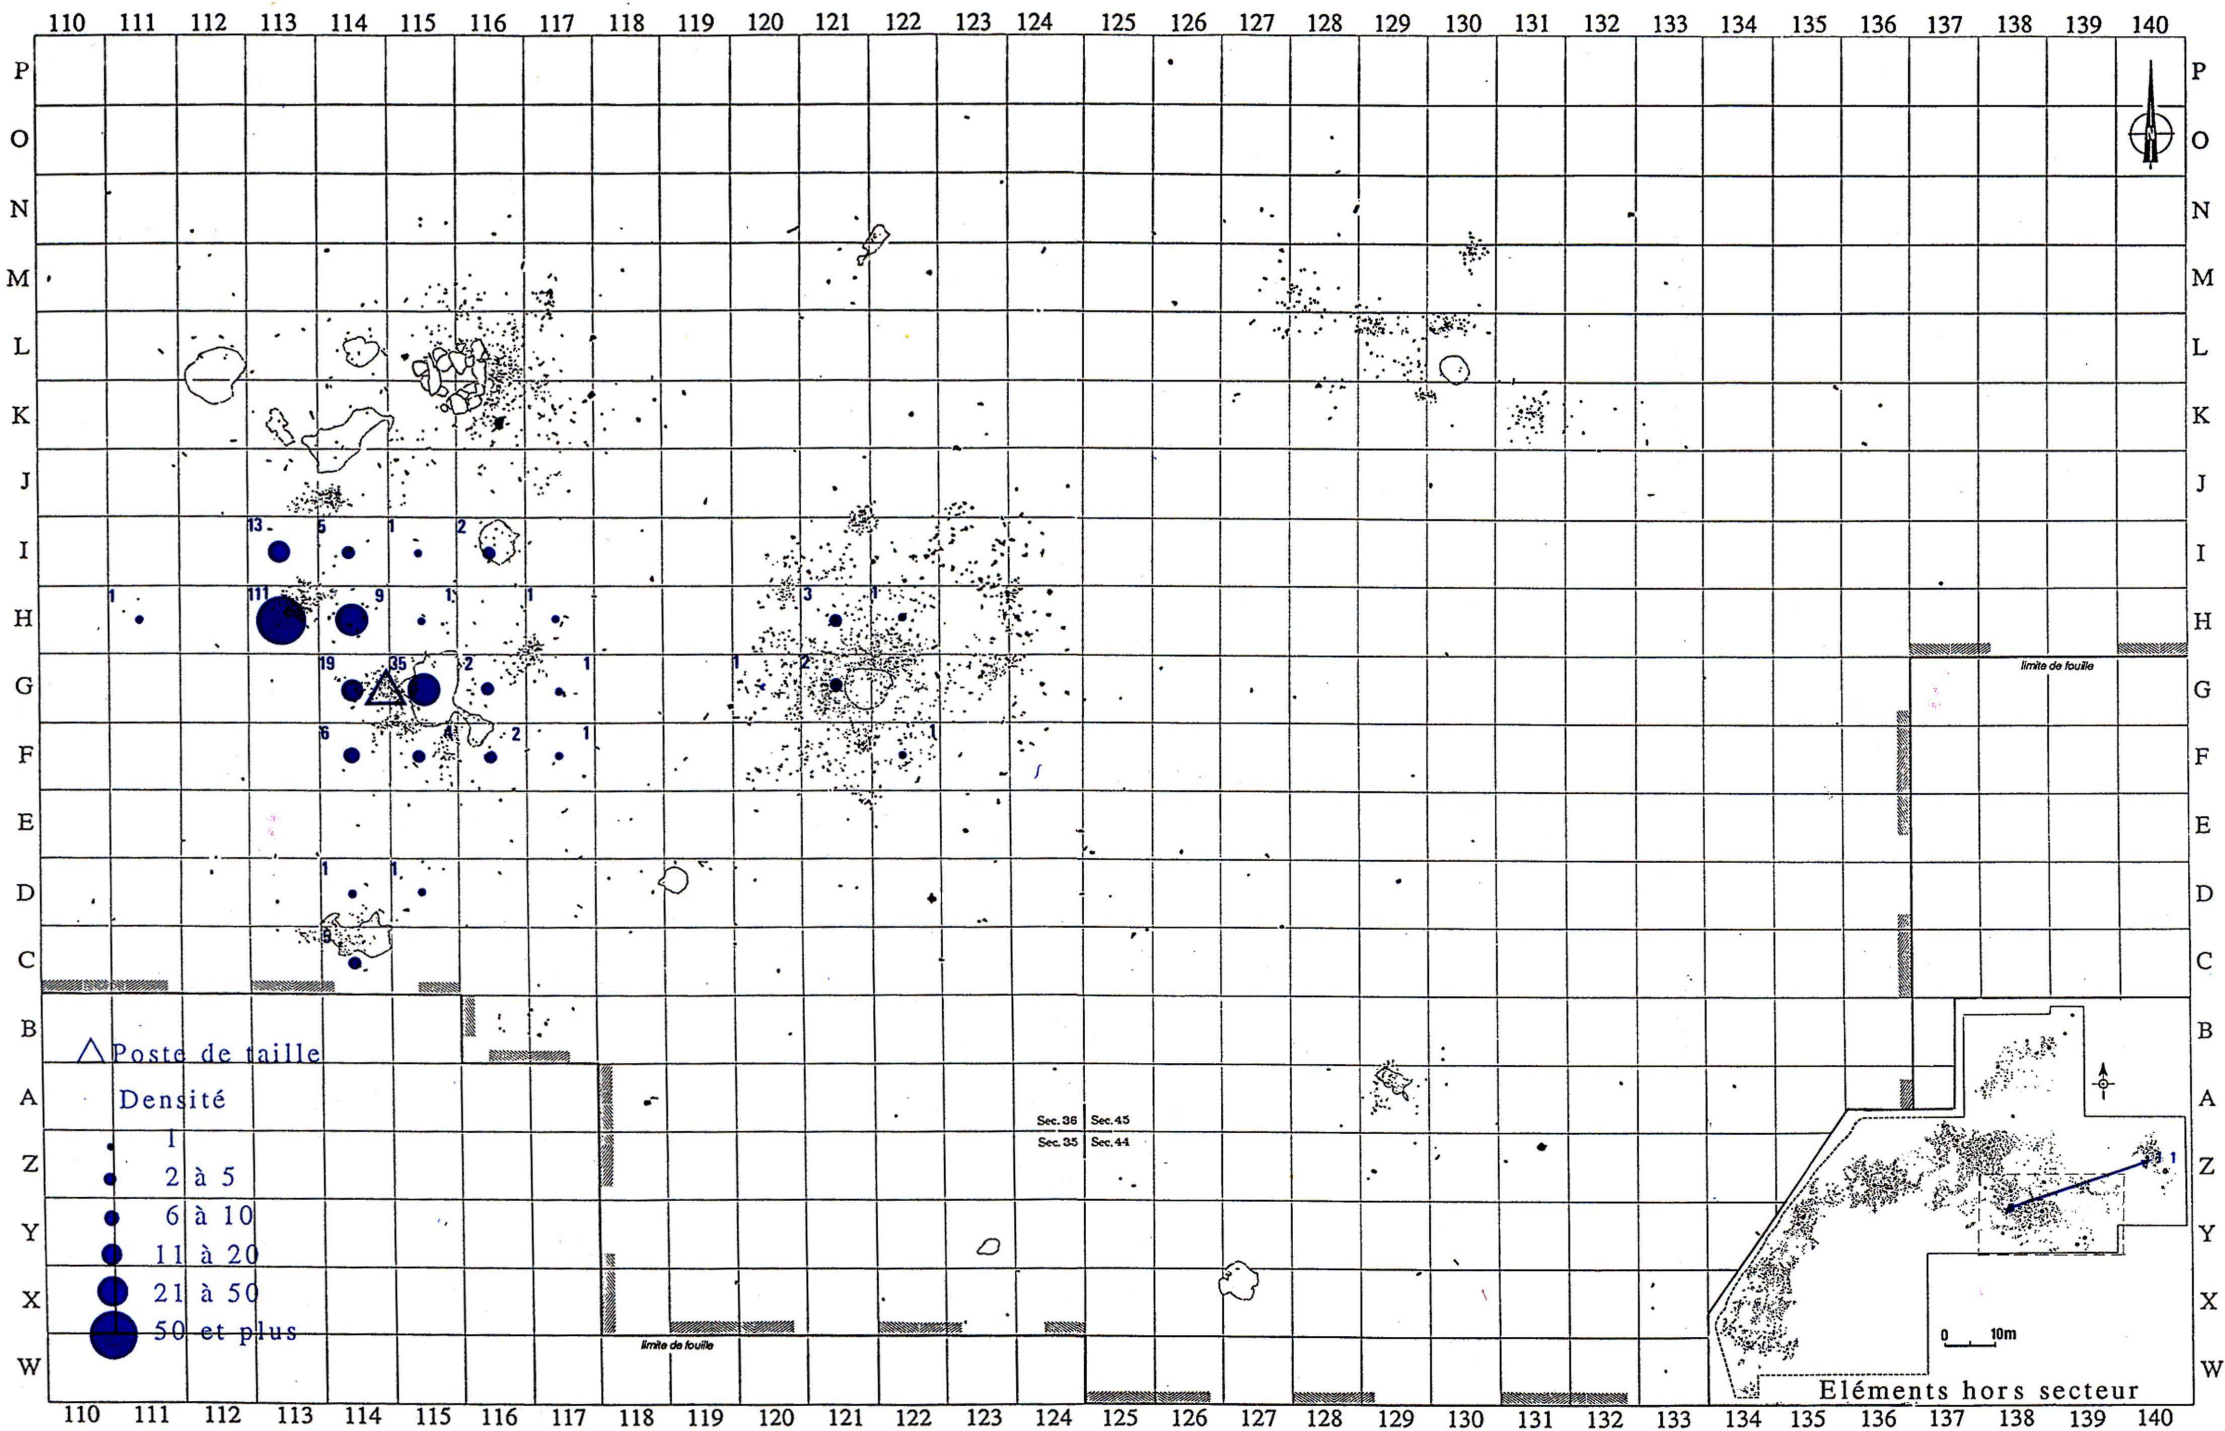 110 111 112 113 114 115 116 117 118 119 120 121 122 123 124 125 126 127 128 129 130 131 132 133 134 135 136 137 138 139 140
P P
O O
N N
M M
L L
K K
J J
13 5 1 2
I I
1 111 9 1 1 3 1
H H
limite de fouille
19 35 2 1 1 2
G G
6 4 2 1 1
F F
E E
1 1
D D
5
C C
B B
Poste de taille
A A
Densité
Sec.36 Sec.45
Sec.35 Sec.44
1
Z 1 Z
2 à 5
6 à 10
Y Y
11 à 20
21 à 50
X X
50 et plus
0 10m
limite de fouille
W W
Eléments hors secteur
110 111 112 113 114 115 116 117 118 119 120 121 122 123 124 125 126 127 128 129 130 131 132 133 134 135 136 137 138 139 140